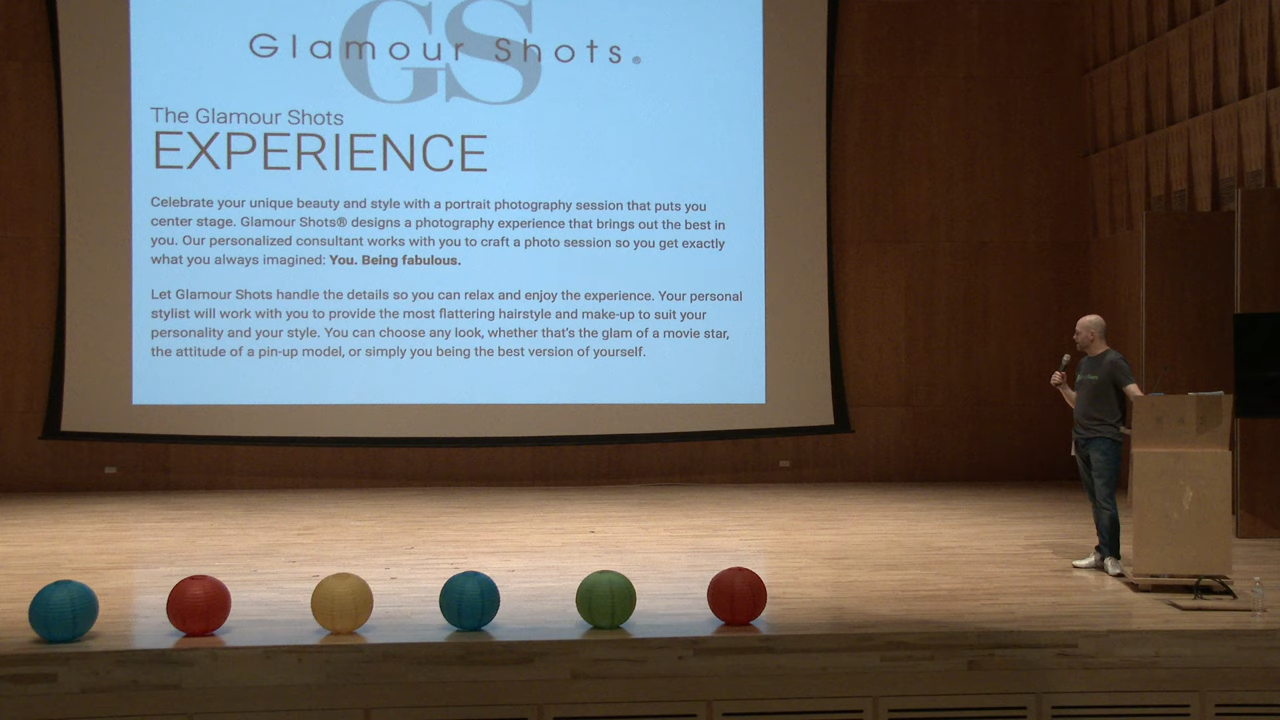 GS
Glamour Shots®
The Glamour Shots
EXPERIENCE
Celebrate your unique beauty and style with a portrait photography session that puts you
center stage. Glamour Shots® designs a photography experience that brings out the best in
you. Our personalized consultant works with you to craft a photo session so you get exactly
what you always imagined: You. Being fabulous.
Let Glamour Shots handle the details so you can relax and enjoy the experience. Your personal
stylist will work with you to provide the most flattering hairstyle and make-up to suit your
personality and your style. You can choose any look, whether that's the glam of a movie star,
the attitude of a pin-up model, or simply you being the best version of yourself.